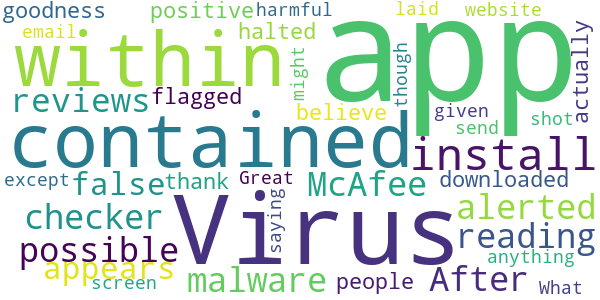 goodness positive harmful laid website
email halted
within app
might though actually
reviews flagged believe given shot
send
contained install
except false thank Great McAfee downloaded
checker Virus saying alerted
possible reading
appears malware people After anything
screen What